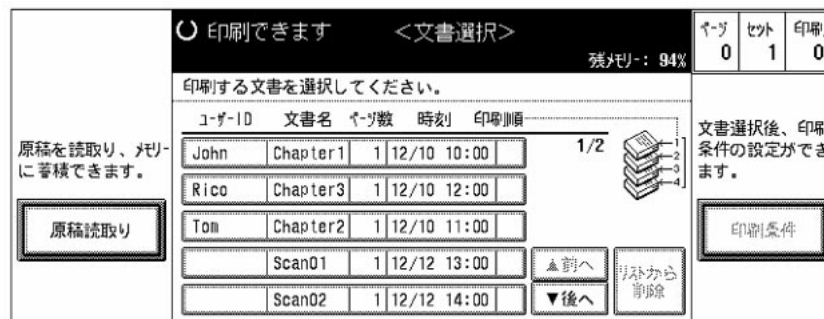 印刷できます　　＜文書選択＞
残メモリー： 94%
ページ セット 印刷
0 1 0
印刷する文書を選択してください。
ユーザーID 文書名 ページ数 時刻 印刷順
1/2
John Chapter1 1 12/10 10:00
Rico Chapter3 1 12/10 12:00
Tom Chapter2 1 12/10 11:00
Scan01 1 12/12 13:00
Scan02 1 12/12 14:00
1
2
3
4
▲前へ
▼後へ
リストから
削除
原稿を読取り、メモリー
に蓄積できます。
原稿読取り
文書選択後、印刷
条件の設定ができ
ます。
印刷条件